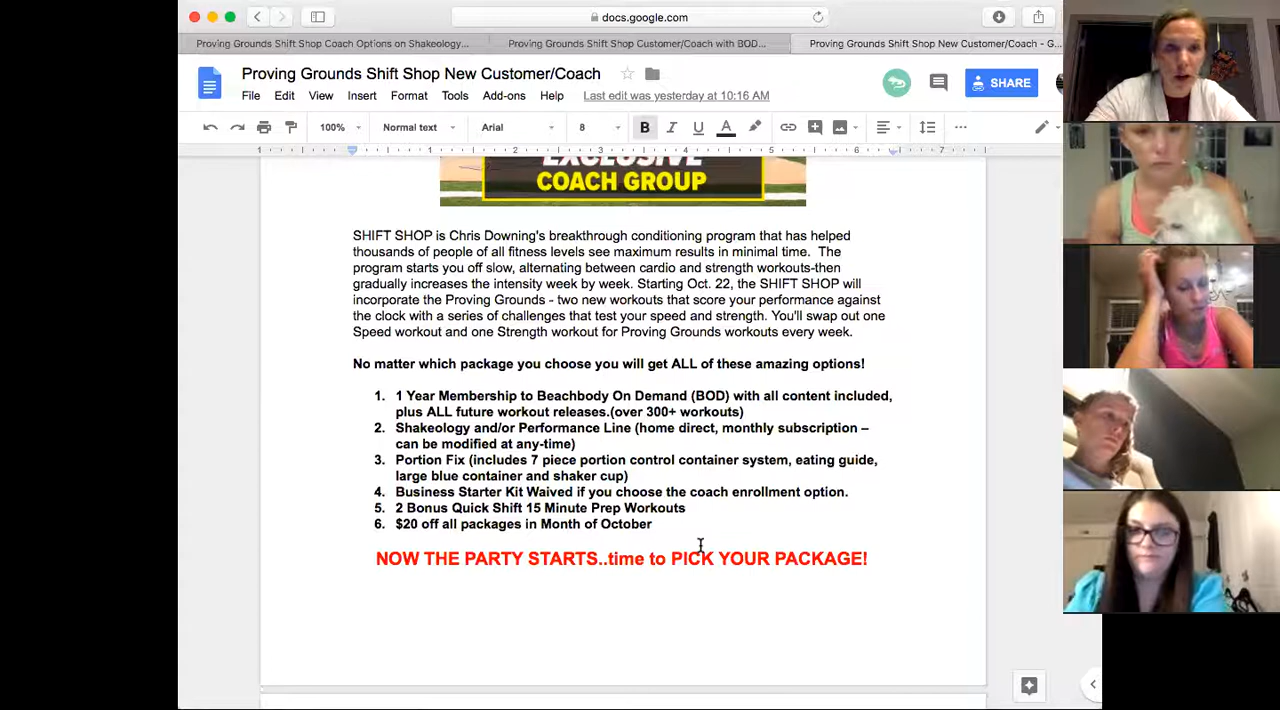 docs.google.com
Proving Grounds Shift Shop Coach Options on Shakeology...
Proving Grounds Shift Shop Customer/Coach with BOD...
Proving Grounds Shift Shop New Customer/Coach - G...
Proving Grounds Shift Shop New Customer/Coach
File Edit View Insert Format Tools Add-ons Help Last edit was yesterday at 10:16 AM
SHARE
100% Normal text Arial 8 B I U A
1 1 2 3 4 5 6 7
EXCLUSIVE
COACH GROUP
SHIFT SHOP is Chris Downing's breakthrough conditioning program that has helped
thousands of people of all fitness levels see maximum results in minimal time. The
program starts you off slow, alternating between cardio and strength workouts-then
gradually increases the intensity week by week. Starting Oct. 22, the SHIFT SHOP will
incorporate the Proving Grounds - two new workouts that score your performance against
the clock with a series of challenges that test your speed and strength. You'll swap out one
Speed workout and one Strength workout for Proving Grounds workouts every week.
No matter which package you choose you will get ALL of these amazing options!
1. 1 Year Membership to Beachbody On Demand (BOD) with all content included,
plus ALL future workout releases.(over 300+ workouts)
2. Shakeology and/or Performance Line (home direct, monthly subscription –
can be modified at any-time)
3. Portion Fix (includes 7 piece portion control container system, eating guide,
large blue container and shaker cup)
4. Business Starter Kit Waived if you choose the coach enrollment option.
5. 2 Bonus Quick Shift 15 Minute Prep Workouts
6. $20 off all packages in Month of October
NOW THE PARTY STARTS..time to PICK YOUR PACKAGE!